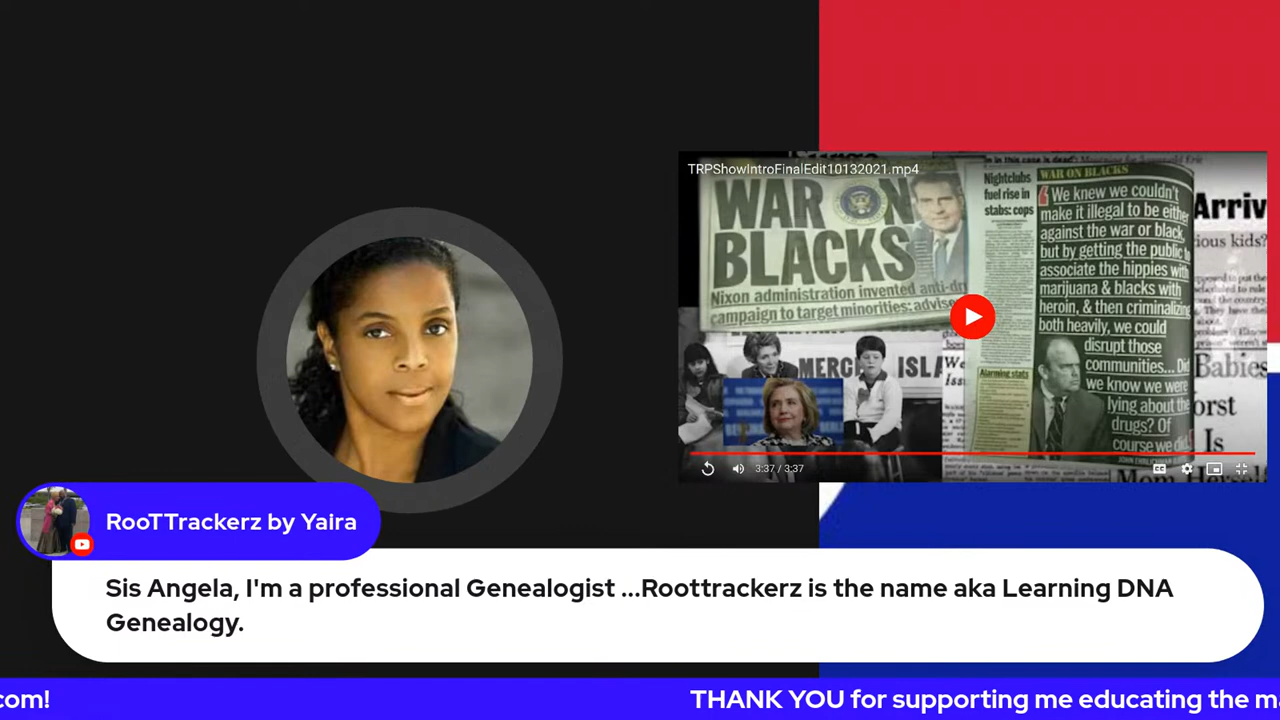 TRPShowIntroFinalEdit10132021.mp4
WAR ON
BLACKS
Nixon administration invented
campaign to target minorities:
Nightclubs
fuel rise in
stabs: cops
WAR ON BLACKS
We knew we couldn't
make it illegal to be either
against the war or black,
but by getting the public to
associate the hippies with
marijuana & blacks with
heroin, & then criminalizing
both heavily, we could
disrupt those
communities... Did
we know we were
lying about the
drugs? Of
course we did.
Alarming stats
Arriv
ious kids?
Babies
orst
Is
Mom
3:37 / 3:37
CC
RooTTrackerz by Yaira
Sis Angela, I'm a professional Genealogist ...Roottrackerz is the name aka Learning DNA
Genealogy.
com!
THANK YOU for supporting me educating the